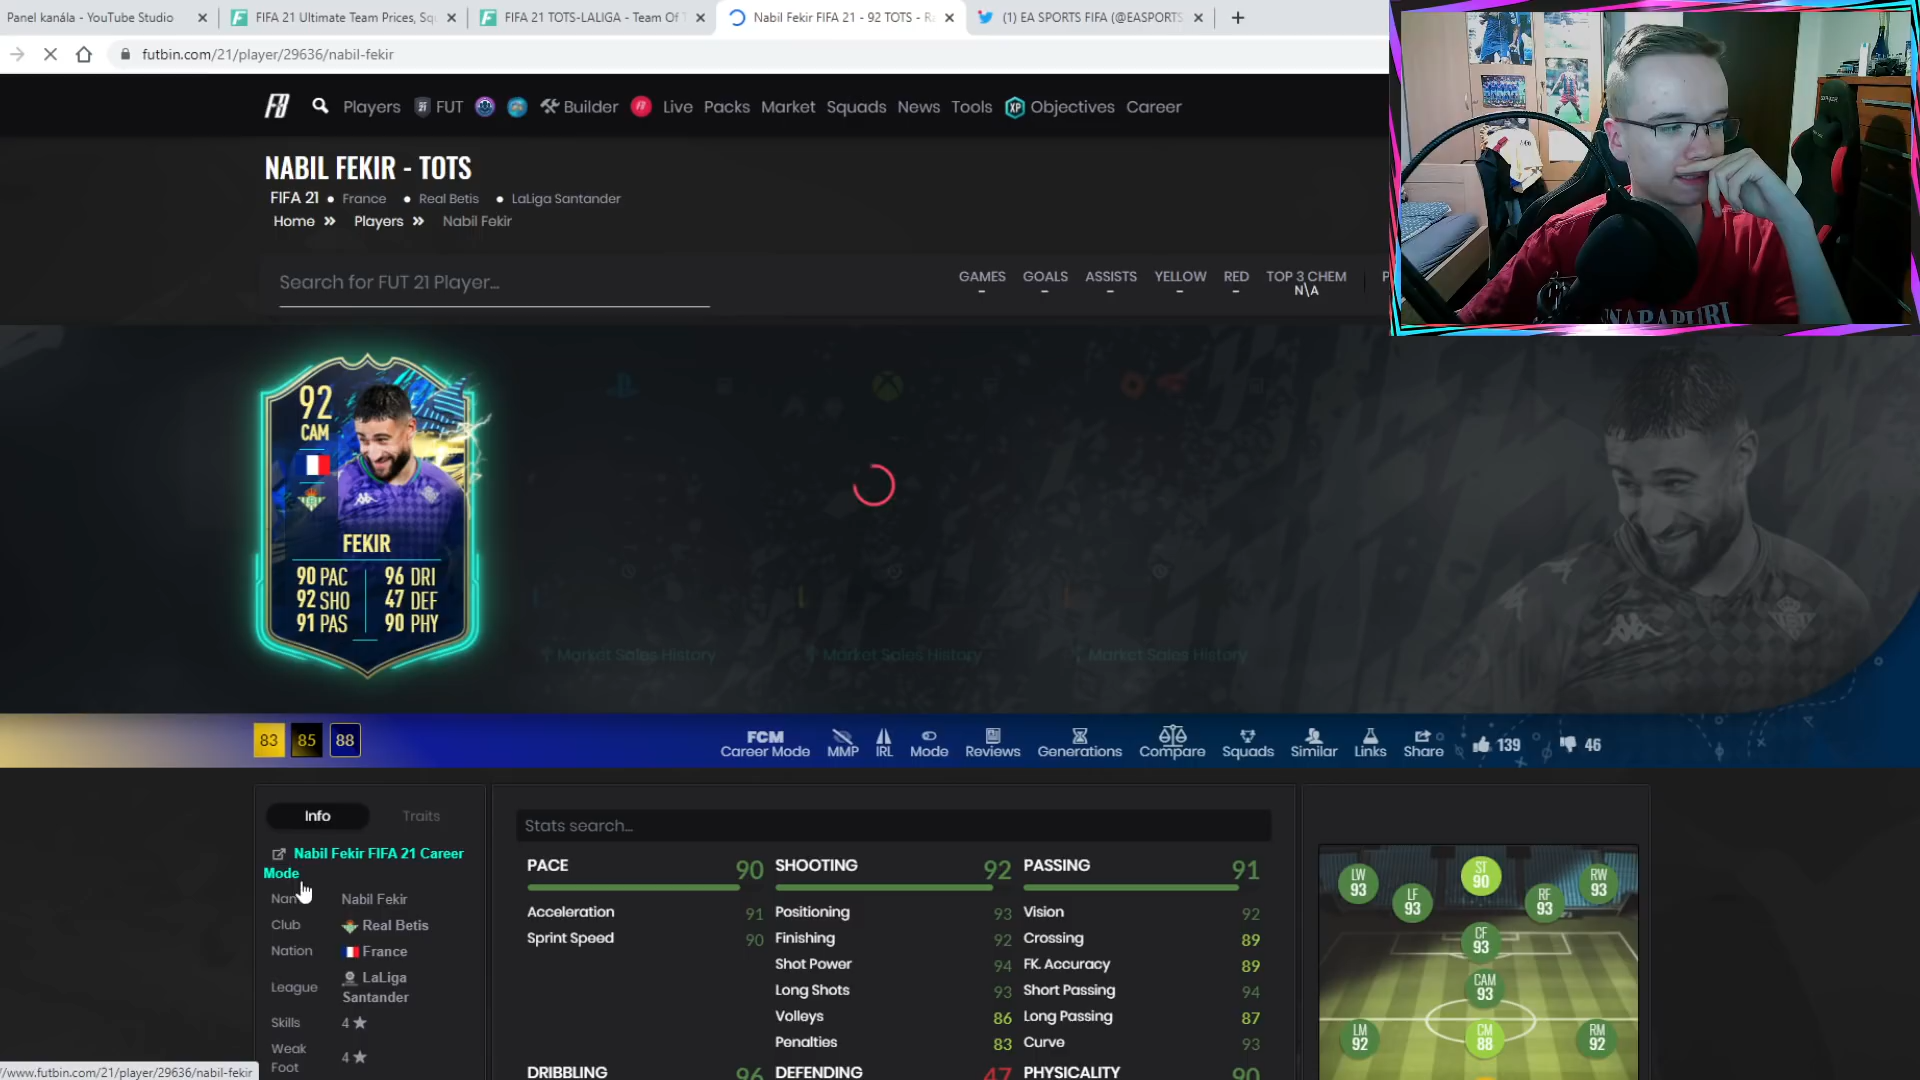 Panel kanála - YouTube Studio
FIFA 21 Ultimate Team Prices, Squ
FIFA 21 TOTS-LALIGA - Team Of T
Nabil Fekir FIFA 21 - 92 TOTS - R
(1) EA SPORTS FIFA (@EASPORTS
futbin.com/21/player/29636/nabil-fekir
Players FUT Builder Live Packs Market Squads News Tools XP Objectives Career
NABIL FEKIR - TOTS
FIFA 21 • France • Real Betis • LaLiga Santander
Home » Players » Nabil Fekir
Search for FUT 21 Player...
GAMES GOALS ASSISTS YELLOW RED TOP 3 CHEM
- - - - - N\A
NAPAPIJRI
92
CAM
FEKIR
90 PAC 96 DRI
92 SHO 47 DEF
91 PAS 90 PHY
Market Sales History Market Sales History Market Sales History
83 85 88
FCM
Career Mode MMP IRL Mode Reviews Generations Compare Squads Similar Links Share 139 46
Info Traits
Nabil Fekir FIFA 21 Career
Mode
Nabil Fekir
Club Real Betis
Nation France
League LaLiga
Santander
Skills 4 ★
Weak
Foot 4 ★
Stats search...
PACE 90 SHOOTING 92 PASSING 91
Acceleration 91 Positioning 93 Vision 92
Sprint Speed 90 Finishing 92 Crossing 89
Shot Power 94 FK. Accuracy 89
Long Shots 93 Short Passing 94
Volleys 86 Long Passing 87
Penalties 83 Curve 93
DRIBBLING 96 DEFENDING 47 PHYSICALITY 90
LW 93
LF 93
ST 90
RF 93
RW 93
CF 93
CAM 93
LM 92
CM 88
RM 92
//www.futbin.com/21/player/29636/nabil-fekir